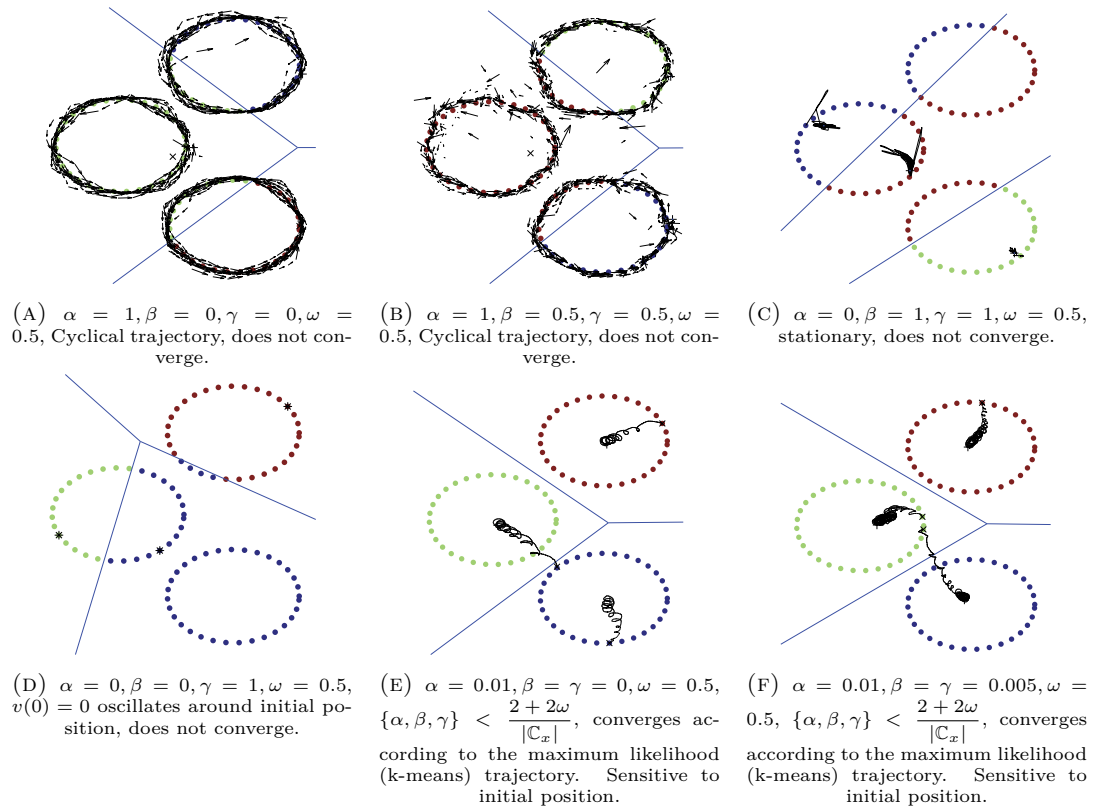 (A) α = 1, β = 0, γ = 0, ω =
0.5, Cyclical trajectory, does not con-
verge.
(B) α = 1, β = 0.5, γ = 0.5, ω =
0.5, Cyclical trajectory, does not con-
verge.
(C) α = 0, β = 1, γ = 1, ω = 0.5,
stationary, does not converge.
(D) α = 0, β = 0, γ = 1, ω = 0.5,
v(0) = 0 oscillates around initial po-
sition, does not converge.
(E) α = 0.01, β = γ = 0, ω = 0.5,
{α, β, γ} < \frac{2 + 2ω}{|ℂ_x|}, converges ac-
cording to the maximum likelihood
(k-means) trajectory. Sensitive to
initial position.
(F) α = 0.01, β = γ = 0.005, ω =
0.5, {α, β, γ} < \frac{2 + 2ω}{|ℂ_x|}, converges
according to the maximum likelihood
(k-means) trajectory. Sensitive to
initial position.